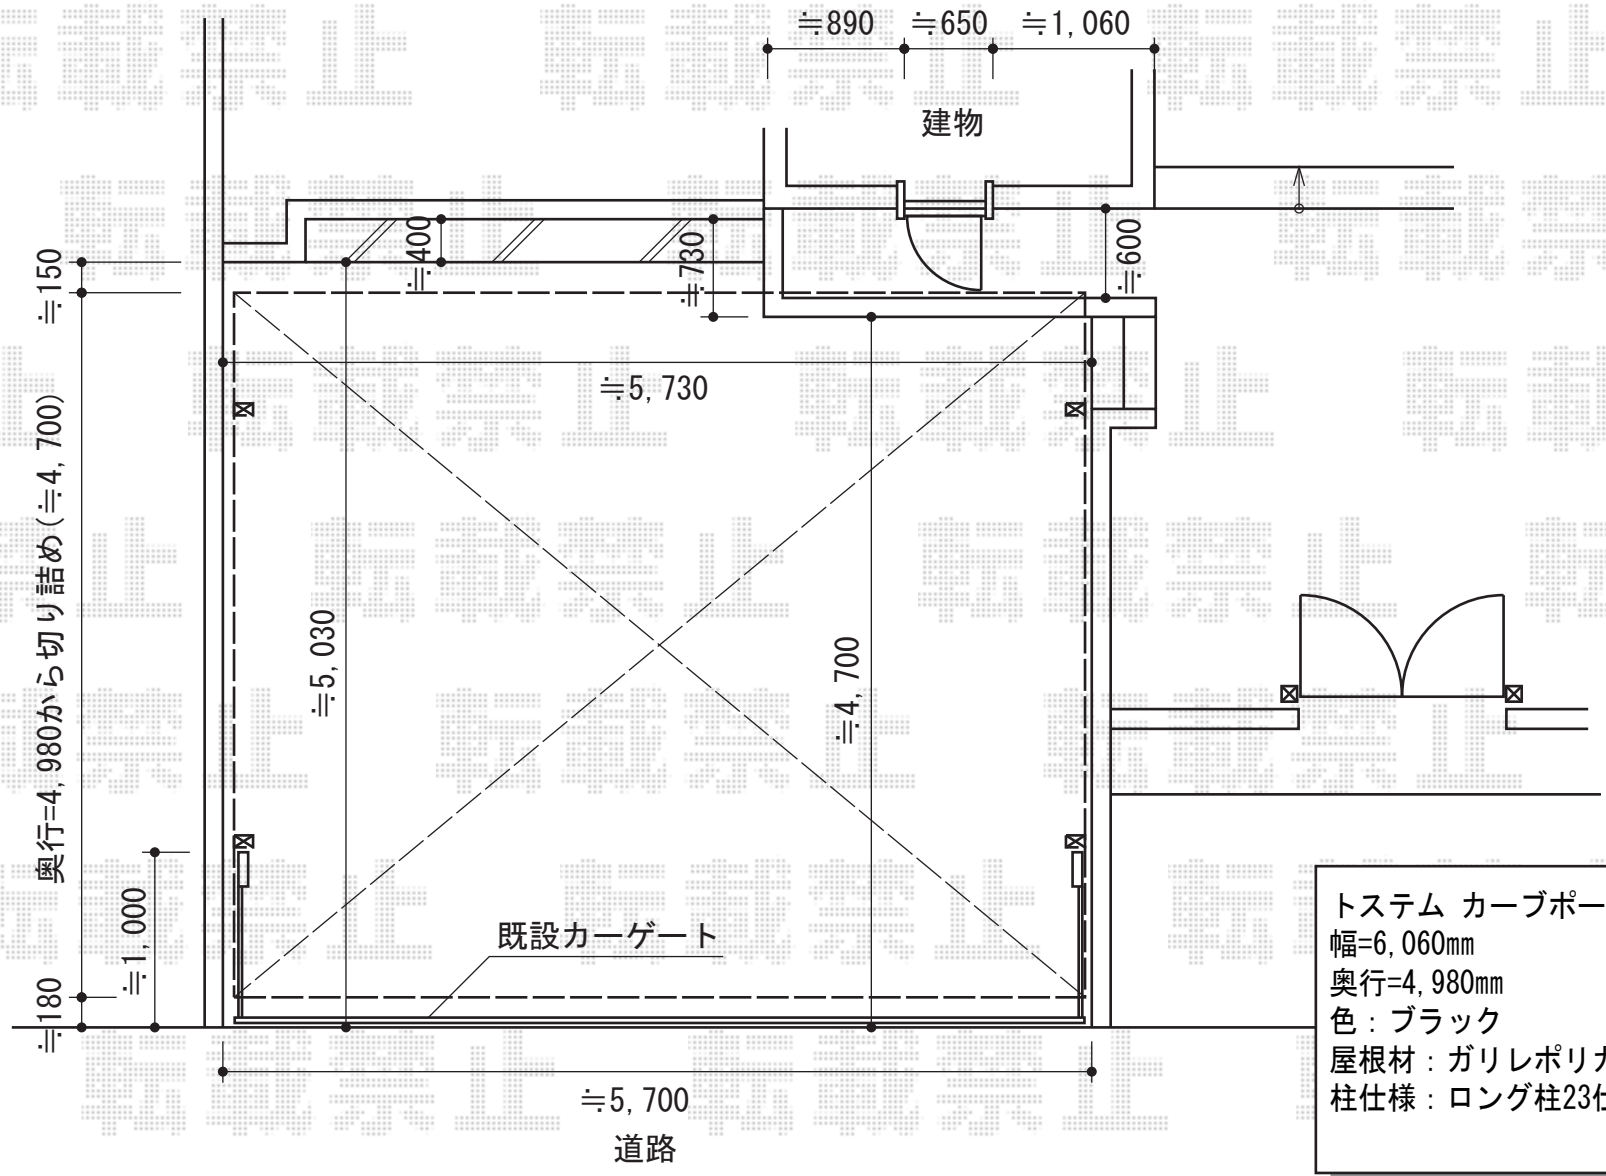 ≒890 ≒650 ≒1,060
建物
≒150
≒400
≒730
≒600
≒5,730
奥行=4,980から切り詰め(≒4,700)
≒5,030
≒4,700
≒1,000
既設カーゲート
≒180
≒5,700
道路
トステム カーブポー
幅=6,060mm
奥行=4,980mm
色：ブラック
屋根材：ガリレポリカ
柱仕様：ロング柱23仕
転載禁止